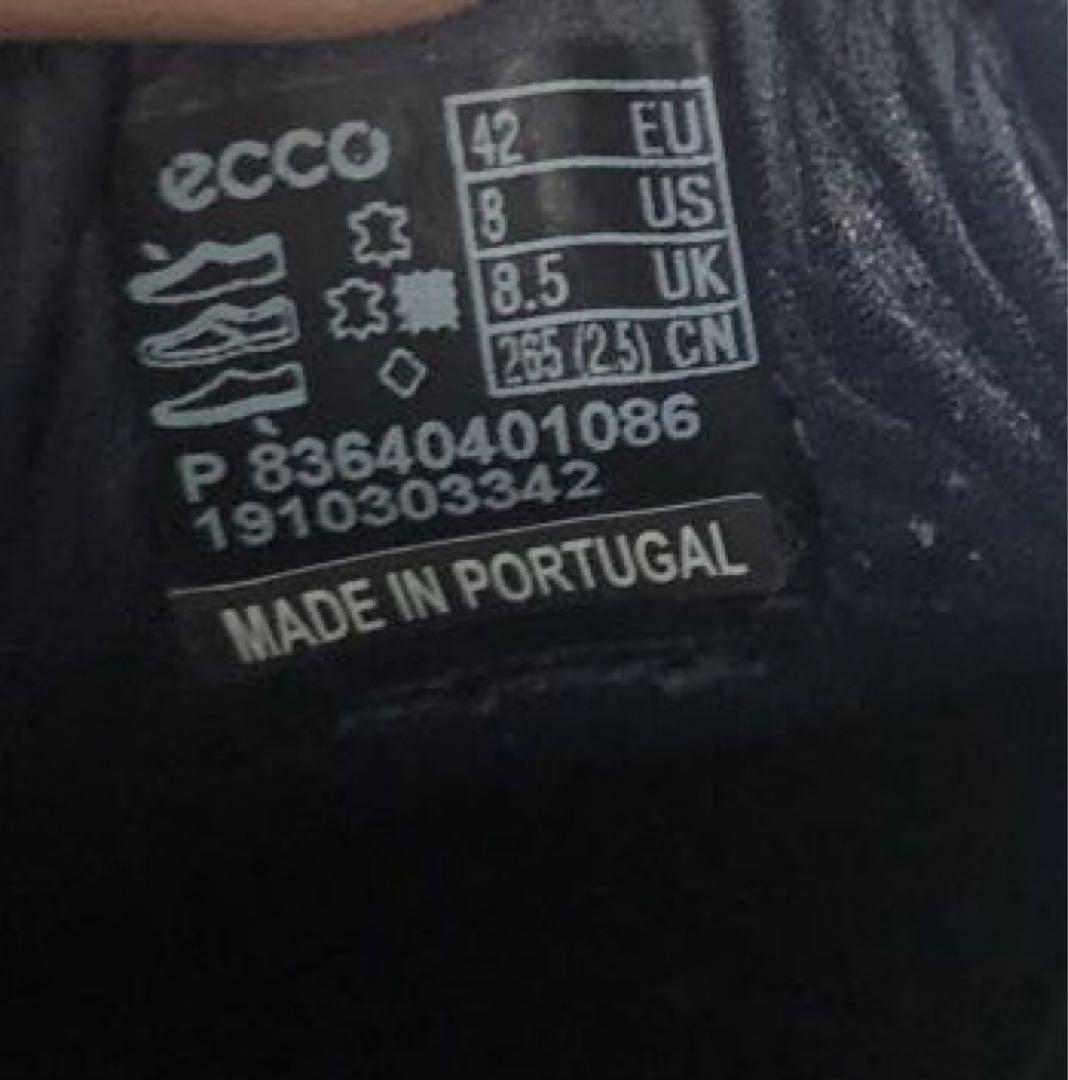 ecco
42 EU
8 US
8.5 UK
265 (2.5) CN
P 83640401086
1910303342
MADE IN PORTUGAL